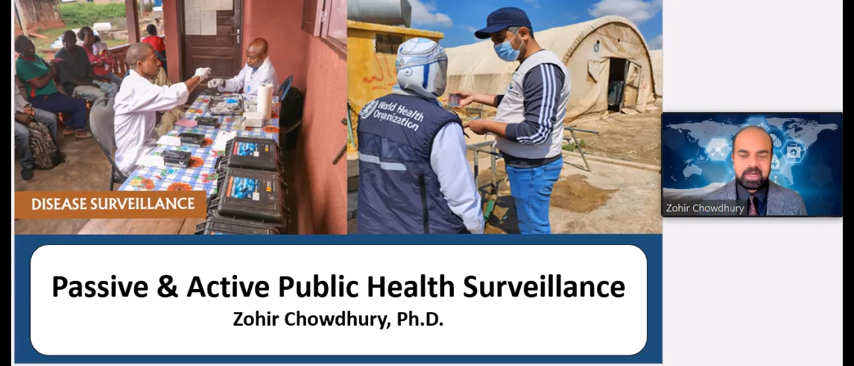 World Health
Organization
DISEASE SURVEILLANCE
Zohir Chowdhury
Passive & Active Public Health Surveillance
Zohir Chowdhury, Ph.D.